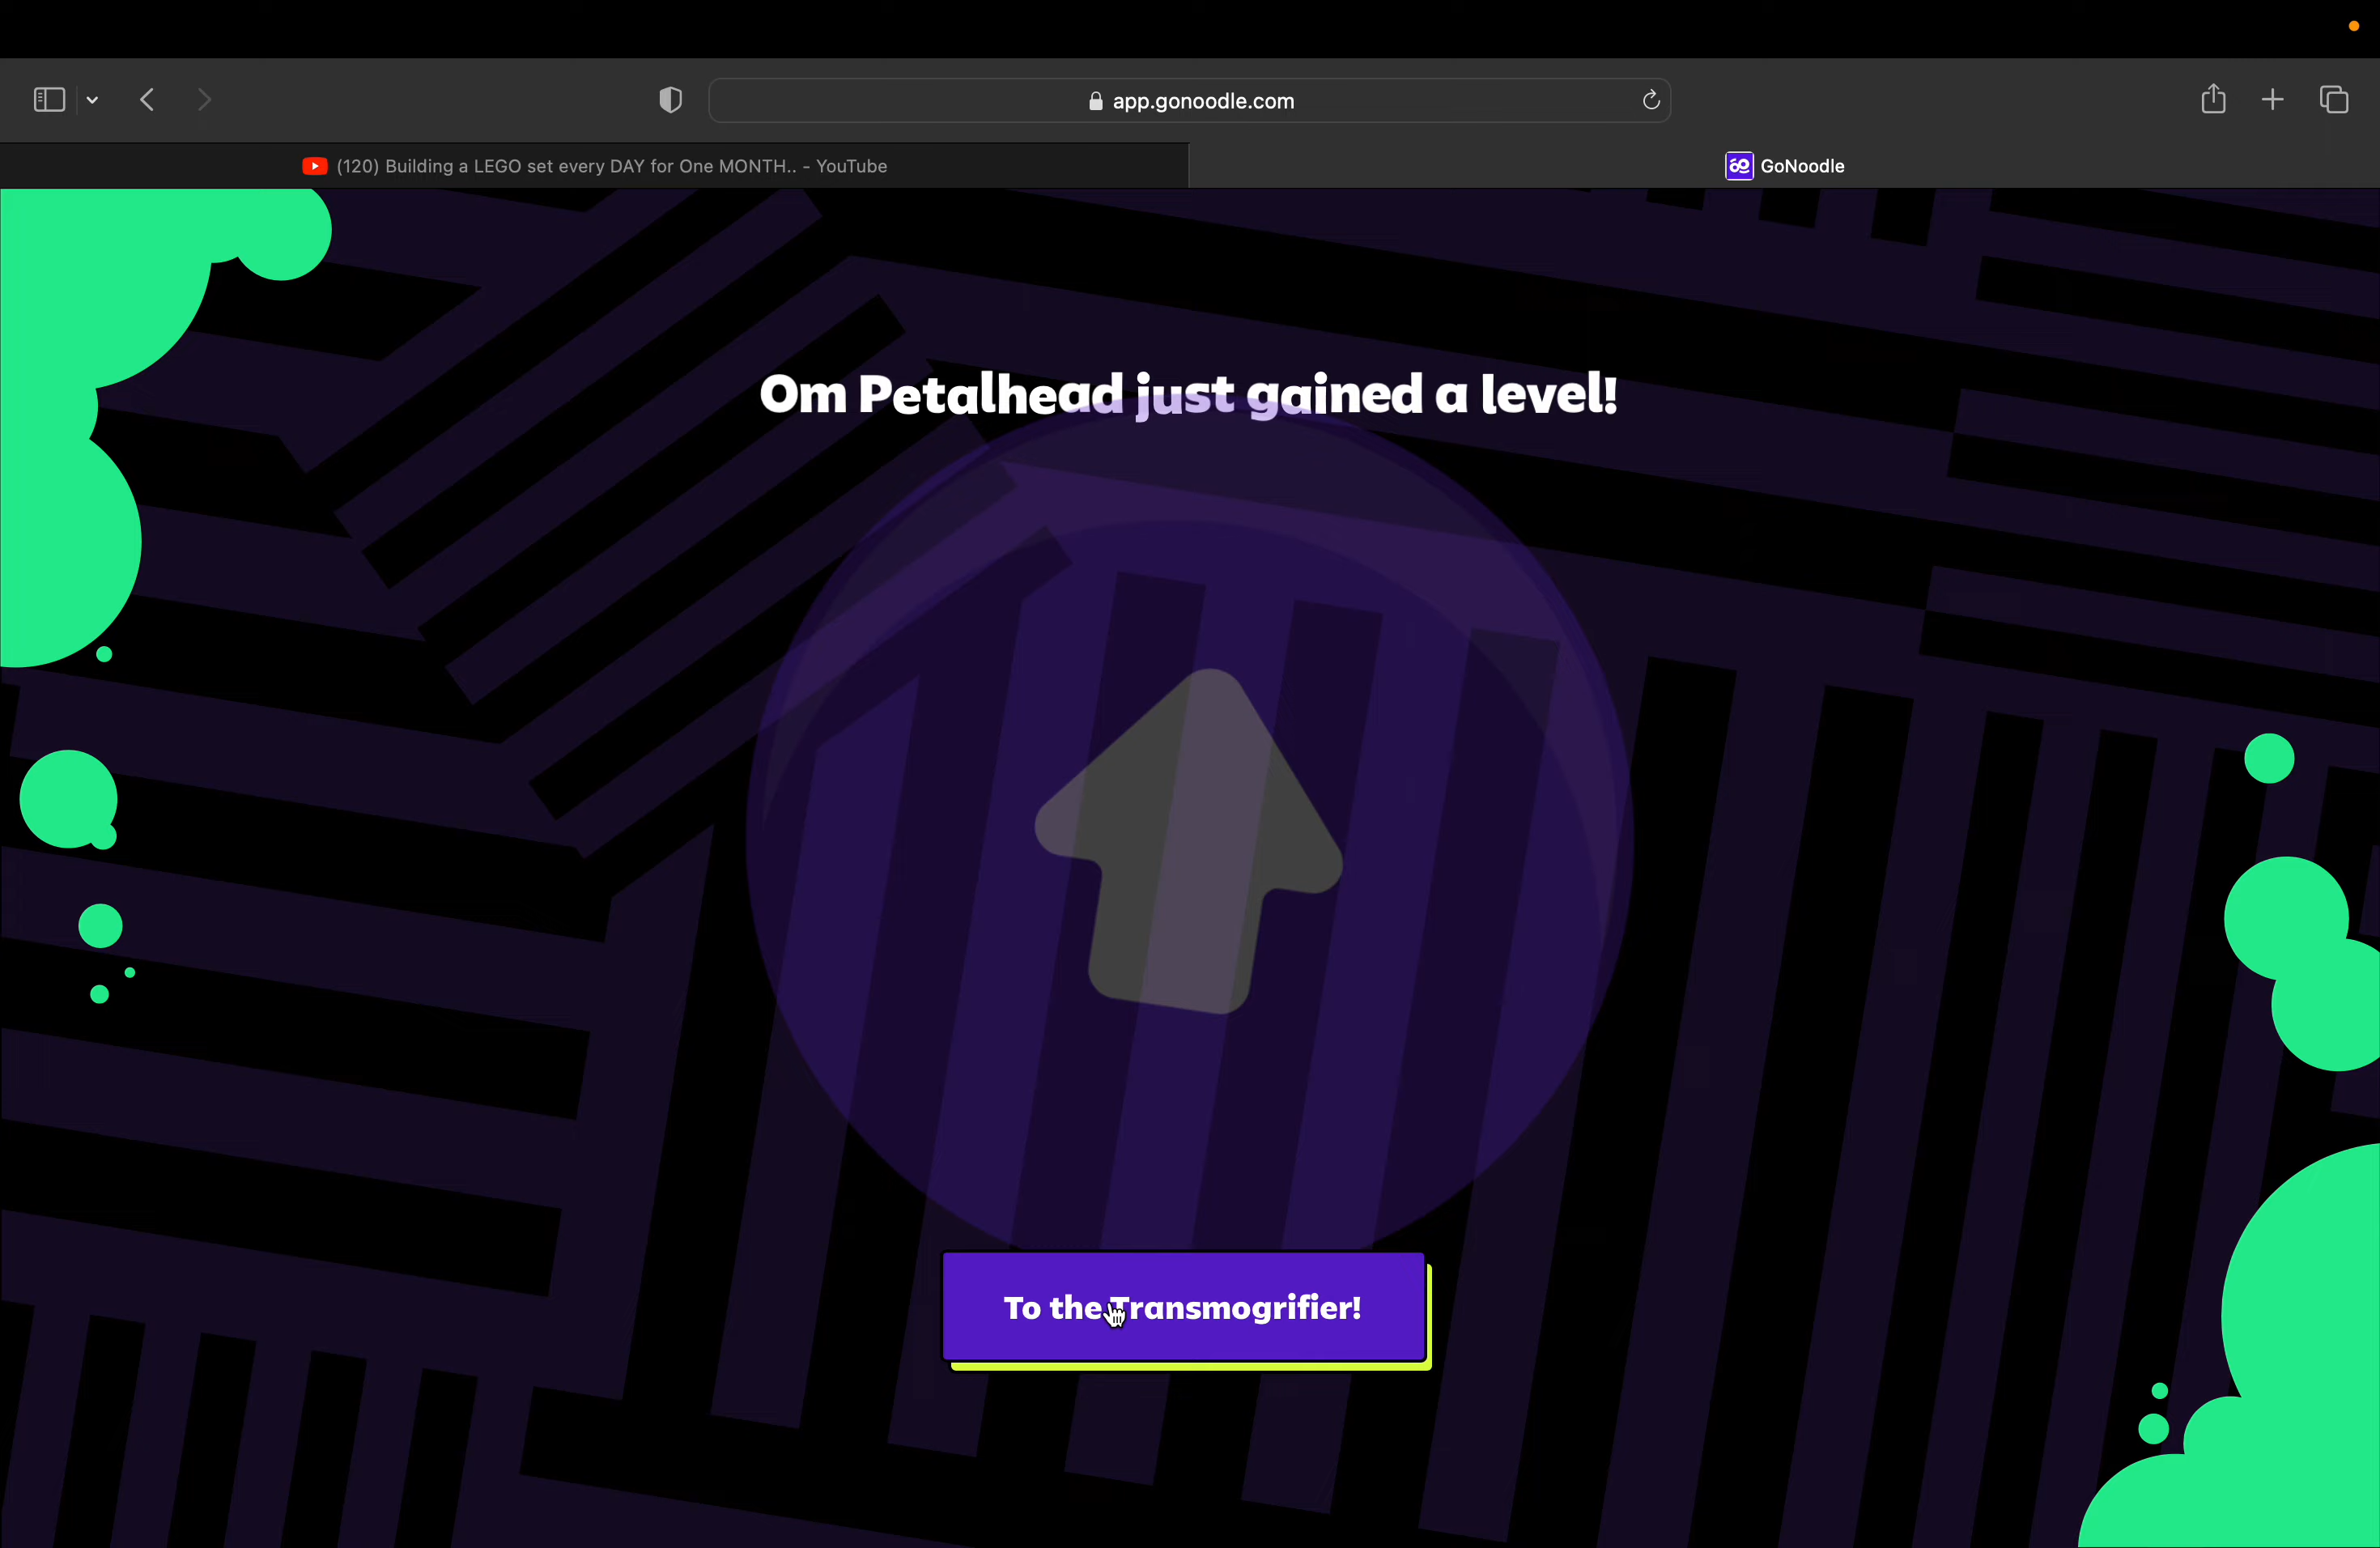 app.gonoodle.com
(120) Building a LEGO set every DAY for One MONTH.. - YouTube
GoNoodle
Om Petalhead just gained a level!
To the Transmogrifier!